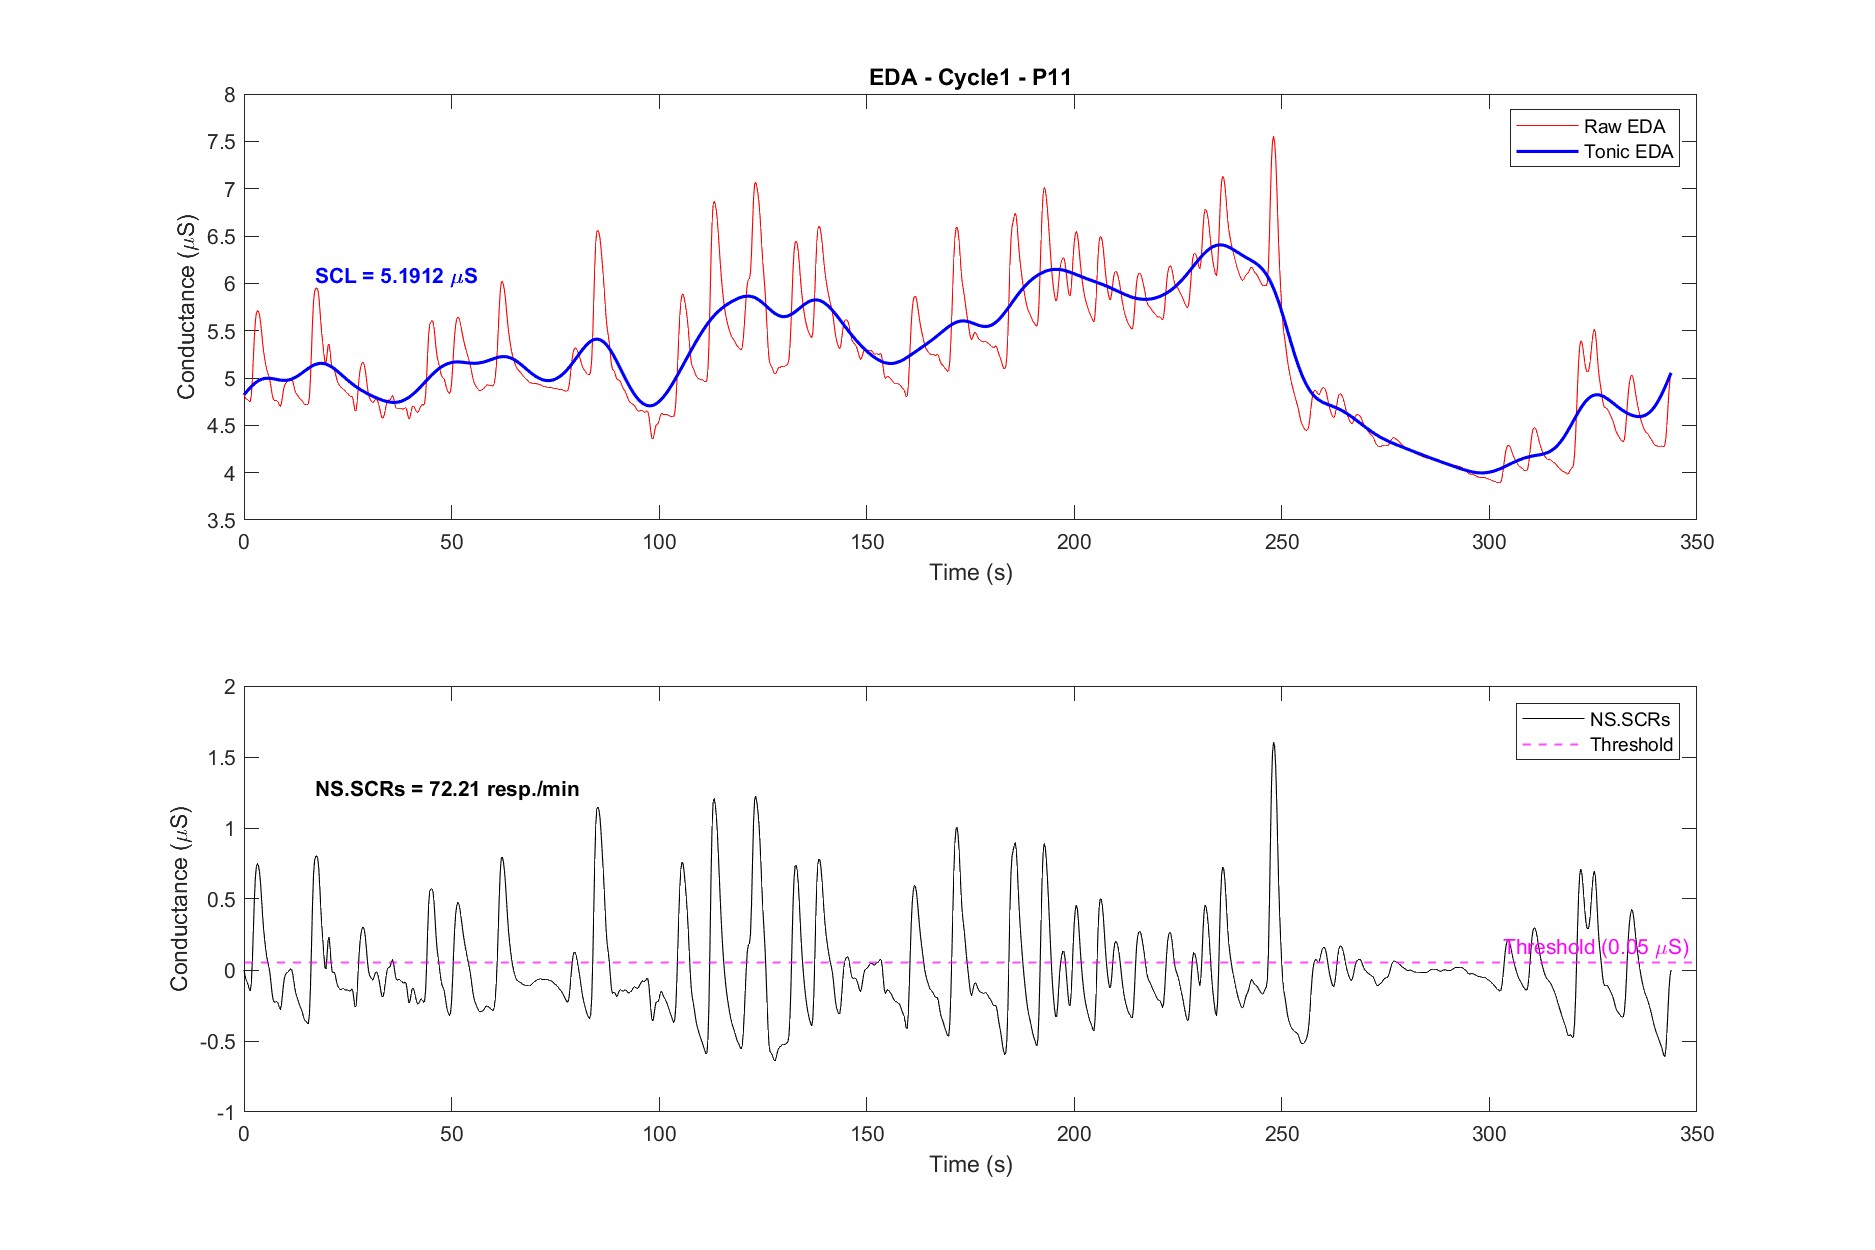 EDA - Cycle1 - P11
8
7.5
7
6.5
6
5.5
5
4.5
4
3.5
Conductance (μS)
SCL = 5.1912 μS
Raw EDA
Tonic EDA
0 50 100 150 200 250 300 350
Time (s)
2
1.5
1
0.5
0
-0.5
-1
Conductance (μS)
NS.SCRs = 72.21 resp./min
NS.SCRs
Threshold
Threshold (0.05 μS)
0 50 100 150 200 250 300 350
Time (s)